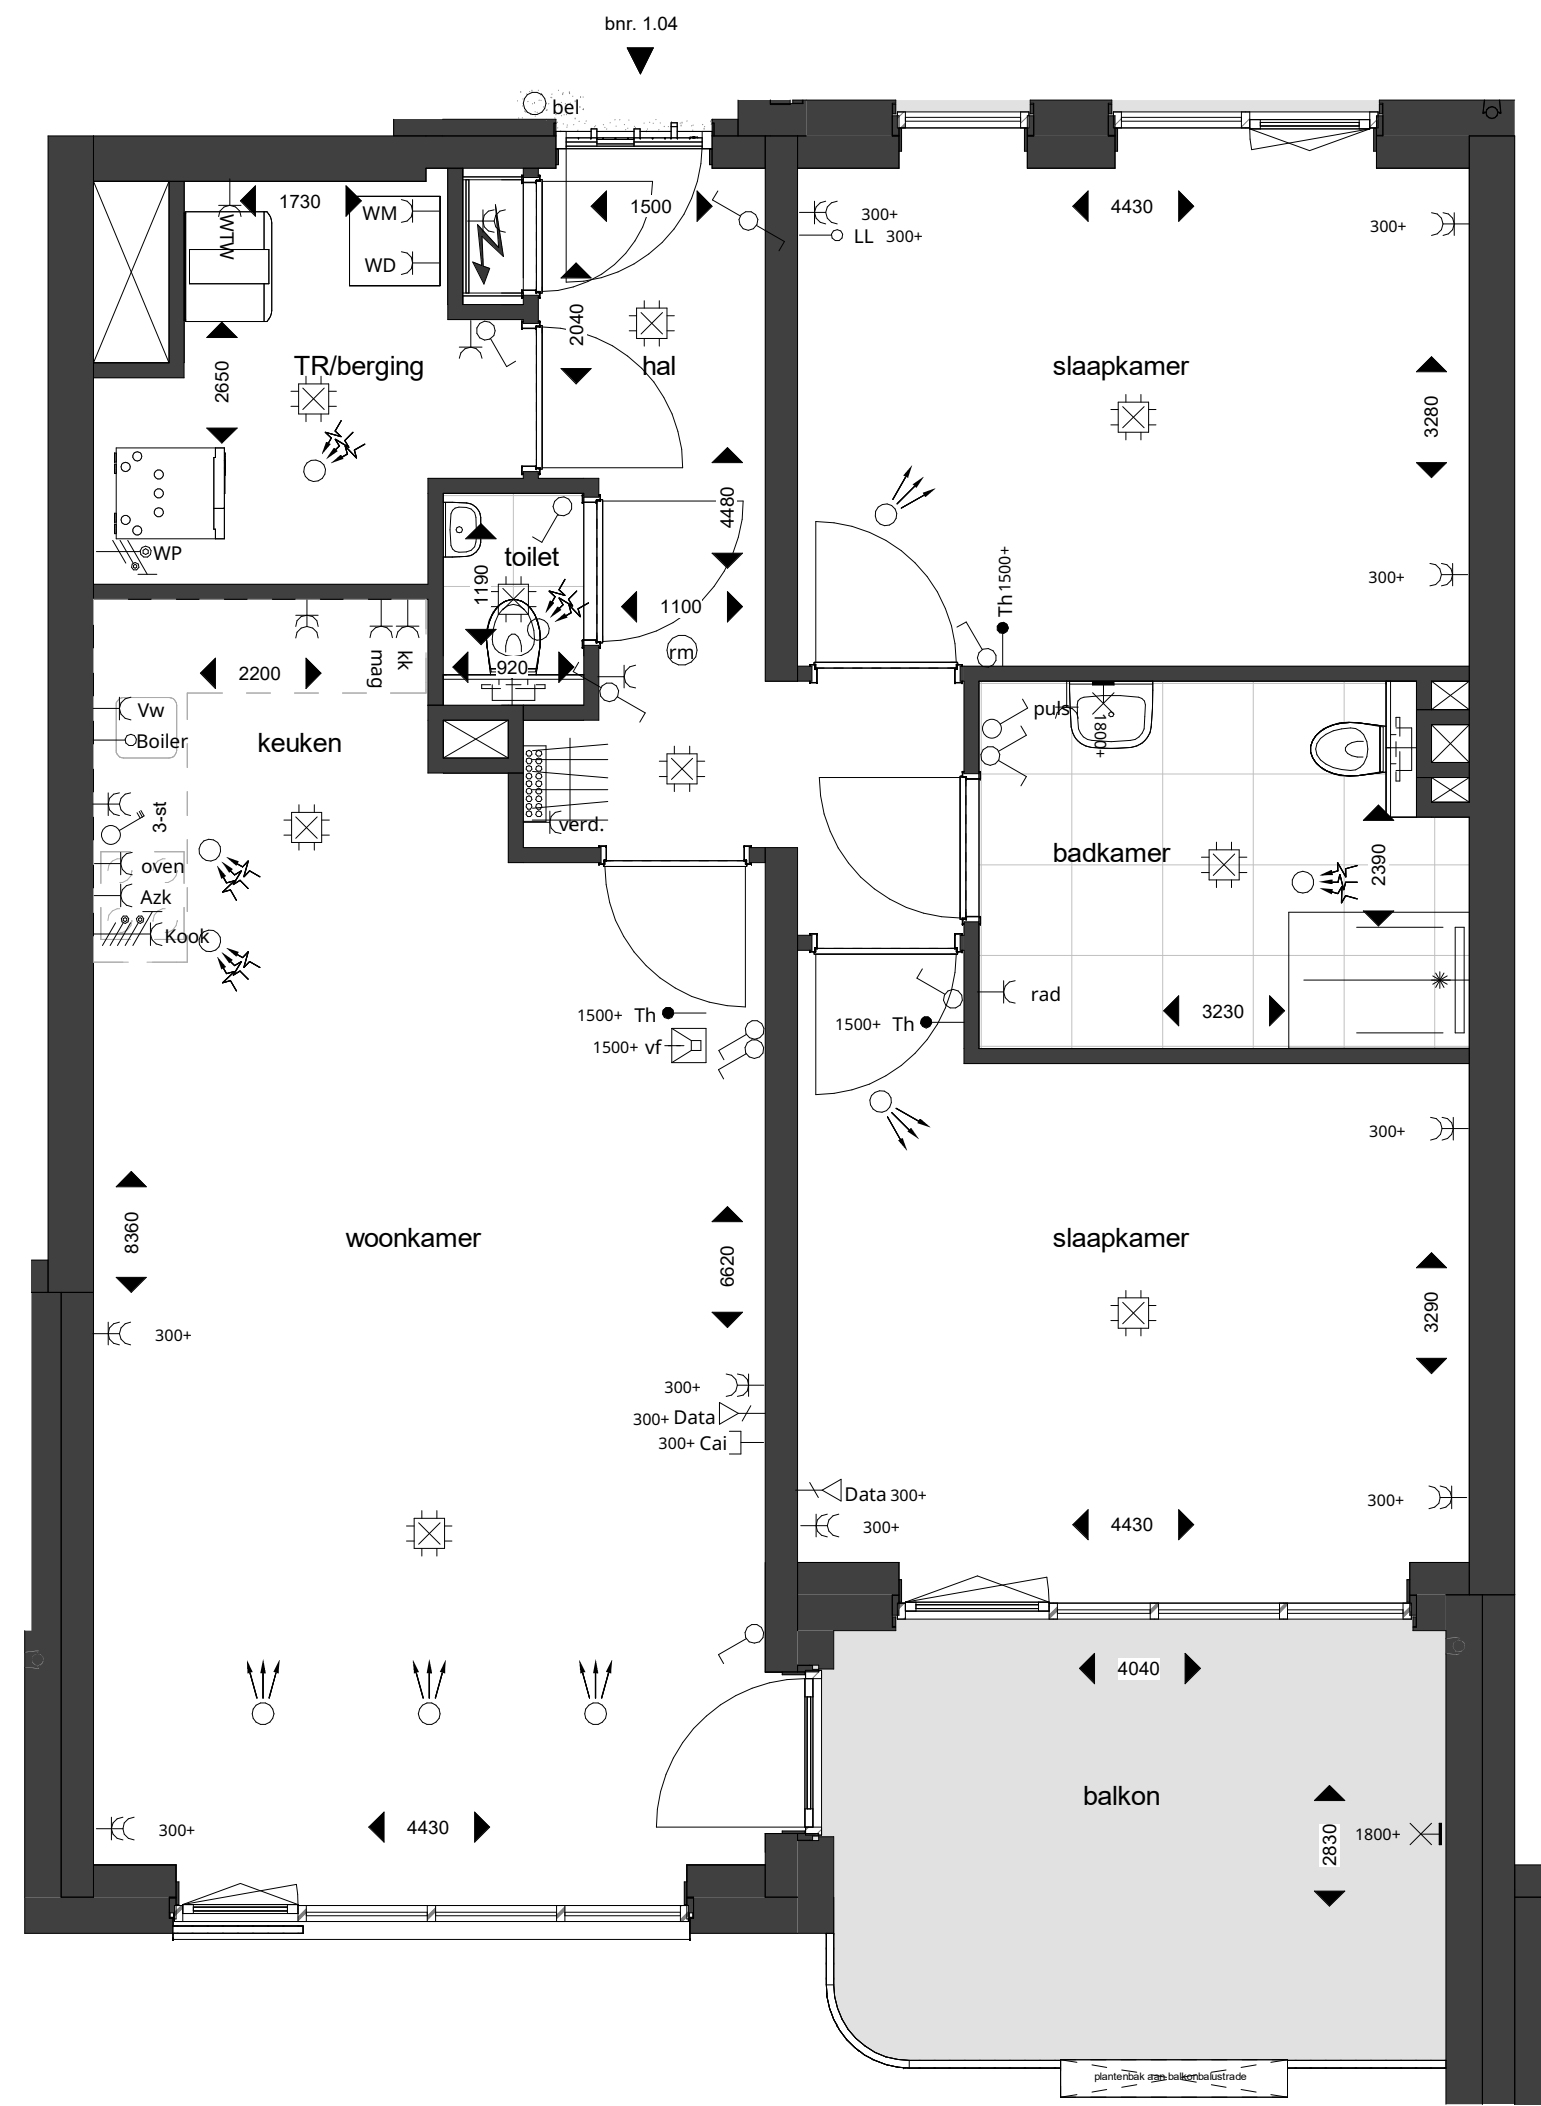 bnr. 1.04
bel
1730
WM
WTW
WD
1500
300+
LL 300+
4430
300+
2040
TR/berging
hal
slaapkamer
2650
3280
4480
WP
toilet
1190
1100
920
rm
Th 1500+
300+
2200
mag
kk
Vw
Boiler
keuken
puls
1800+
3-st
verd.
oven
Azk
Kook
badkamer
2390
rad
3230
1500+ Th
1500+ vf
1500+ Th
300+
8360
woonkamer
6620
slaapkamer
3290
300+
300+
300+ Data
300+ Cai
Data 300+
300+
300+
4430
4040
balkon
300+
4430
2830
1800+
plantenbak aan balkonbalustrade